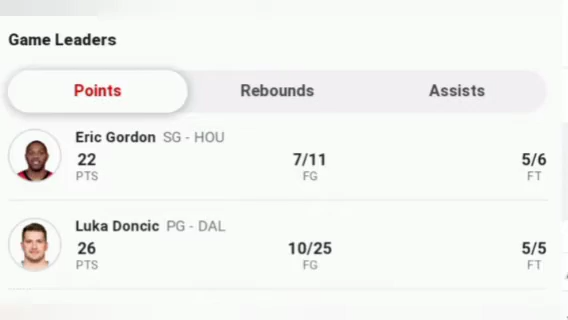 Game Leaders
Points Rebounds Assists
Eric Gordon SG - HOU
22 7/11 5/6
PTS FG FT
Luka Doncic PG - DAL
26 10/25 5/5
PTS FG FT